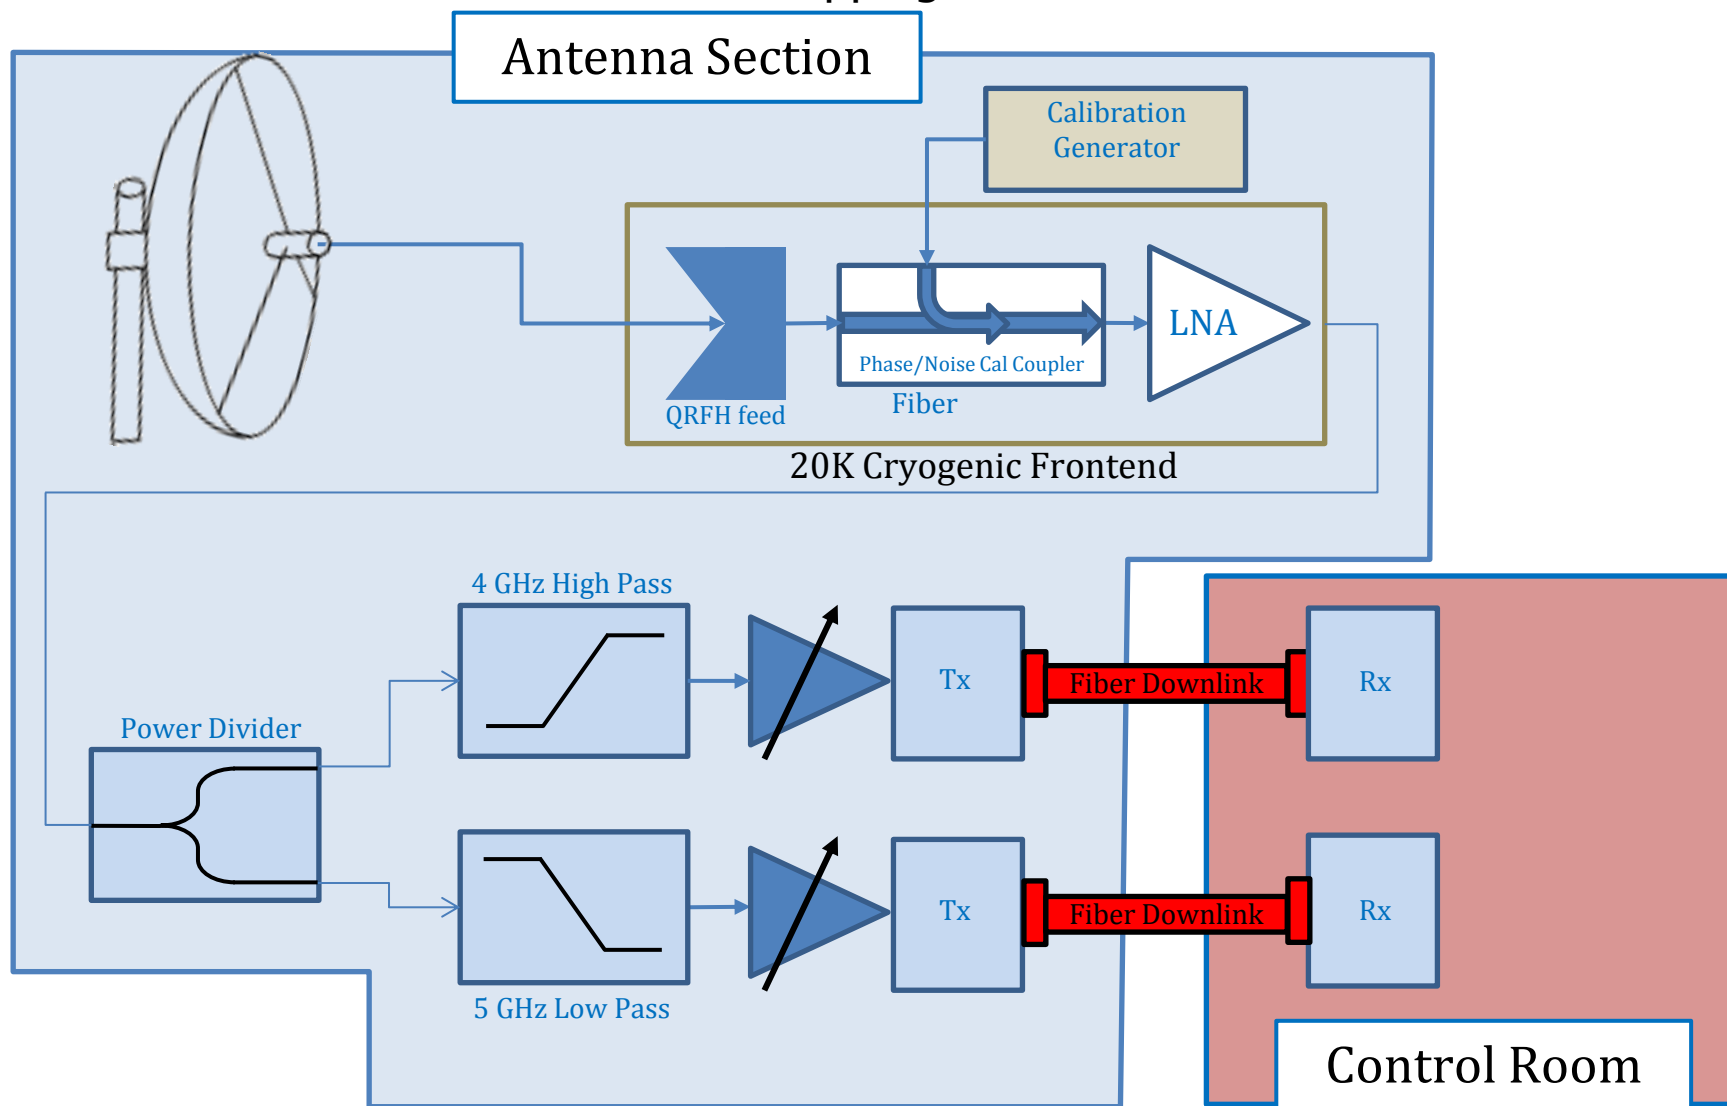 Antenna Section
Calibration
Generator
LNA
Phase/Noise Cal Coupler
QRFH feed
Fiber
20K Cryogenic Frontend
4 GHz High Pass
Tx
Fiber Downlink
Rx
Power Divider
Tx
Fiber Downlink
Rx
5 GHz Low Pass
Control Room